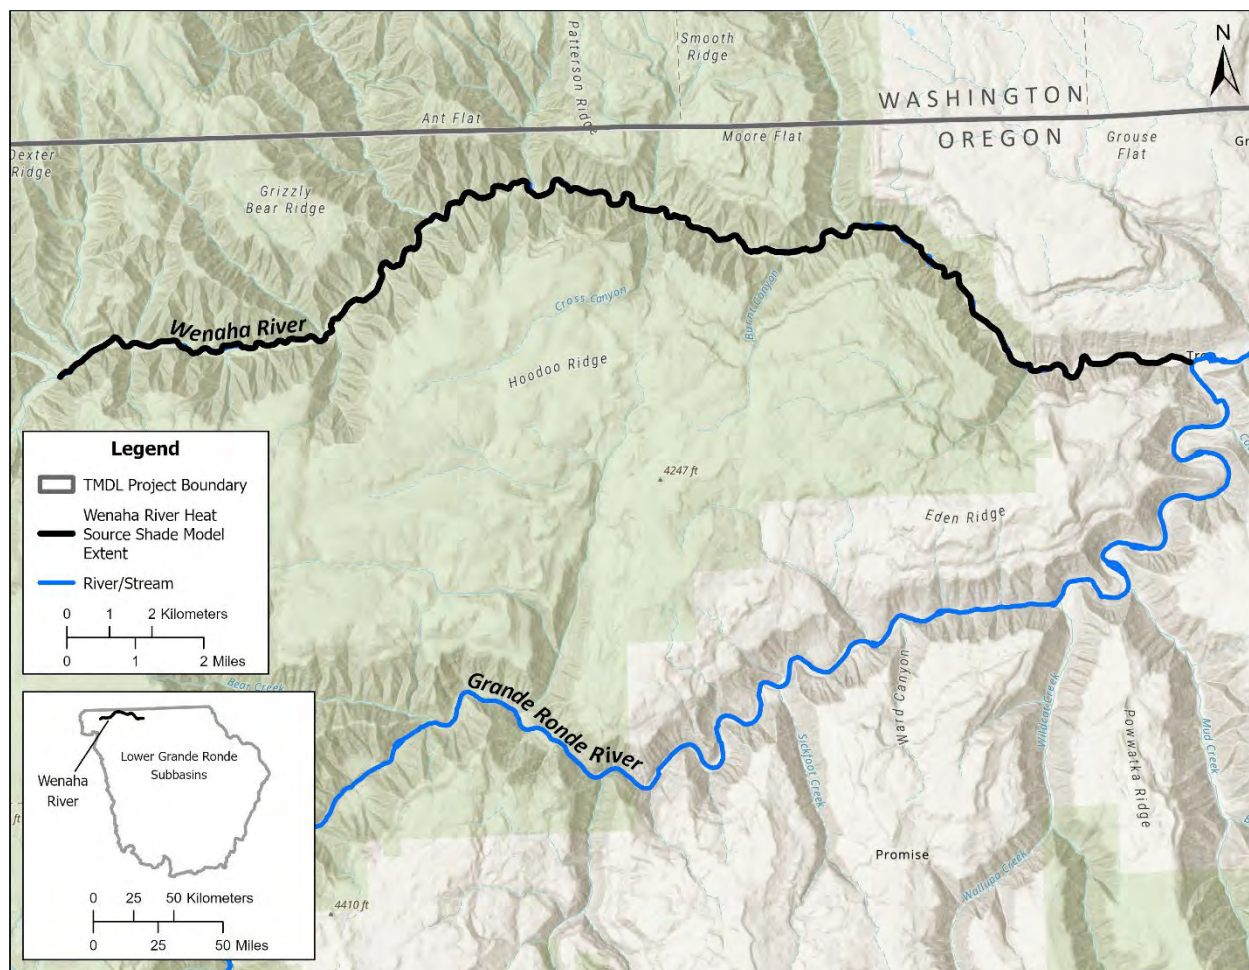 Smooth
Ridge
Patterson Ridge
N
WASHINGTON
Ant Flat
Moore Flat
OREGON
Grouse
Flat
Gr
Dexter
Ridge
Grizzly
Bear Ridge
Cross Canyon
Burnt Canyon
Wenaha River
Hoodoo Ridge
4247 ft
Eden Ridge
Legend
TMDL Project Boundary
Wenaha River Heat
Source Shade Model
Extent
River/Stream
0 1 2 Kilometers
0 1 2 Miles
Bear Creek
Grande Ronde River
Ward Canyon
Sickfoot Creek
Wildcat Creek
Powwatka Ridge
Mud Creek
Promise
Wallupa Creek
4410 ft
ft
Wenaha
River
Lower Grande Ronde
Subbasins
0 25 50 Kilometers
0 25 50 Miles